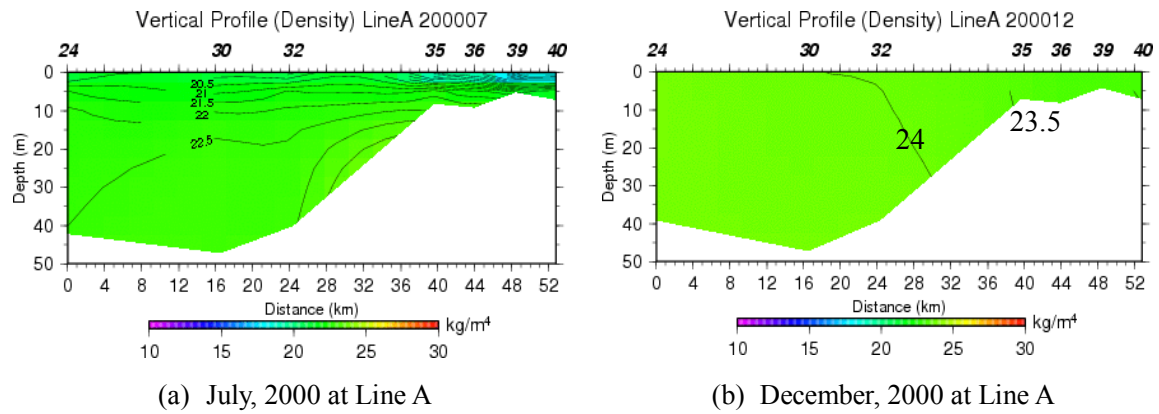 Vertical Profile (Density) LineA 200007
24 30 32 35 36 39 40
0
10
20
30
40
50
Depth (m)
20.5
21
21.5
22
22.5
0 4 8 12 16 20 24 28 32 36 40 44 48 52
Distance (km)
kg/m⁴
10 15 20 25 30
(a) July, 2000 at Line A
Vertical Profile (Density) LineA 200012
24 30 32 35 36 39 40
0
10
20
30
40
50
Depth (m)
24
23.5
0 4 8 12 16 20 24 28 32 36 40 44 48 52
Distance (km)
kg/m⁴
10 15 20 25 30
(b) December, 2000 at Line A